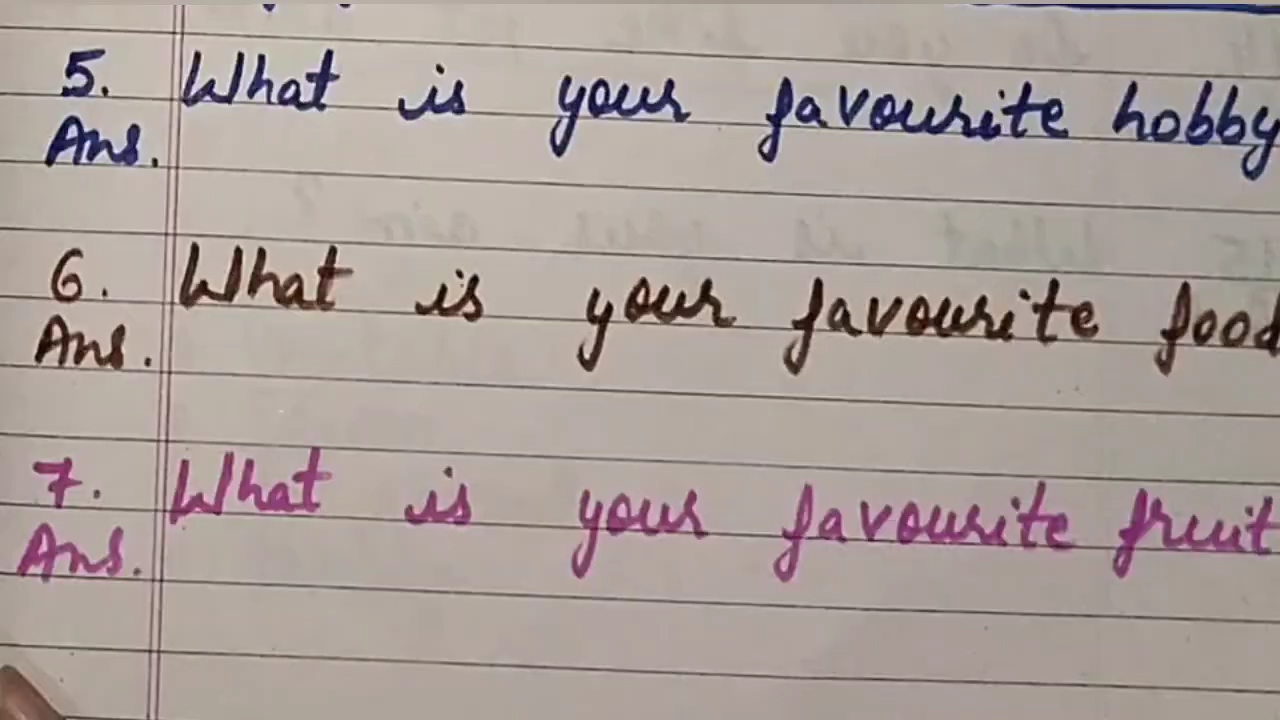 5. What is your favourite hobby
Ans.
6. What is your favourite food
Ans.
7. What is your favourite fruit
Ans.